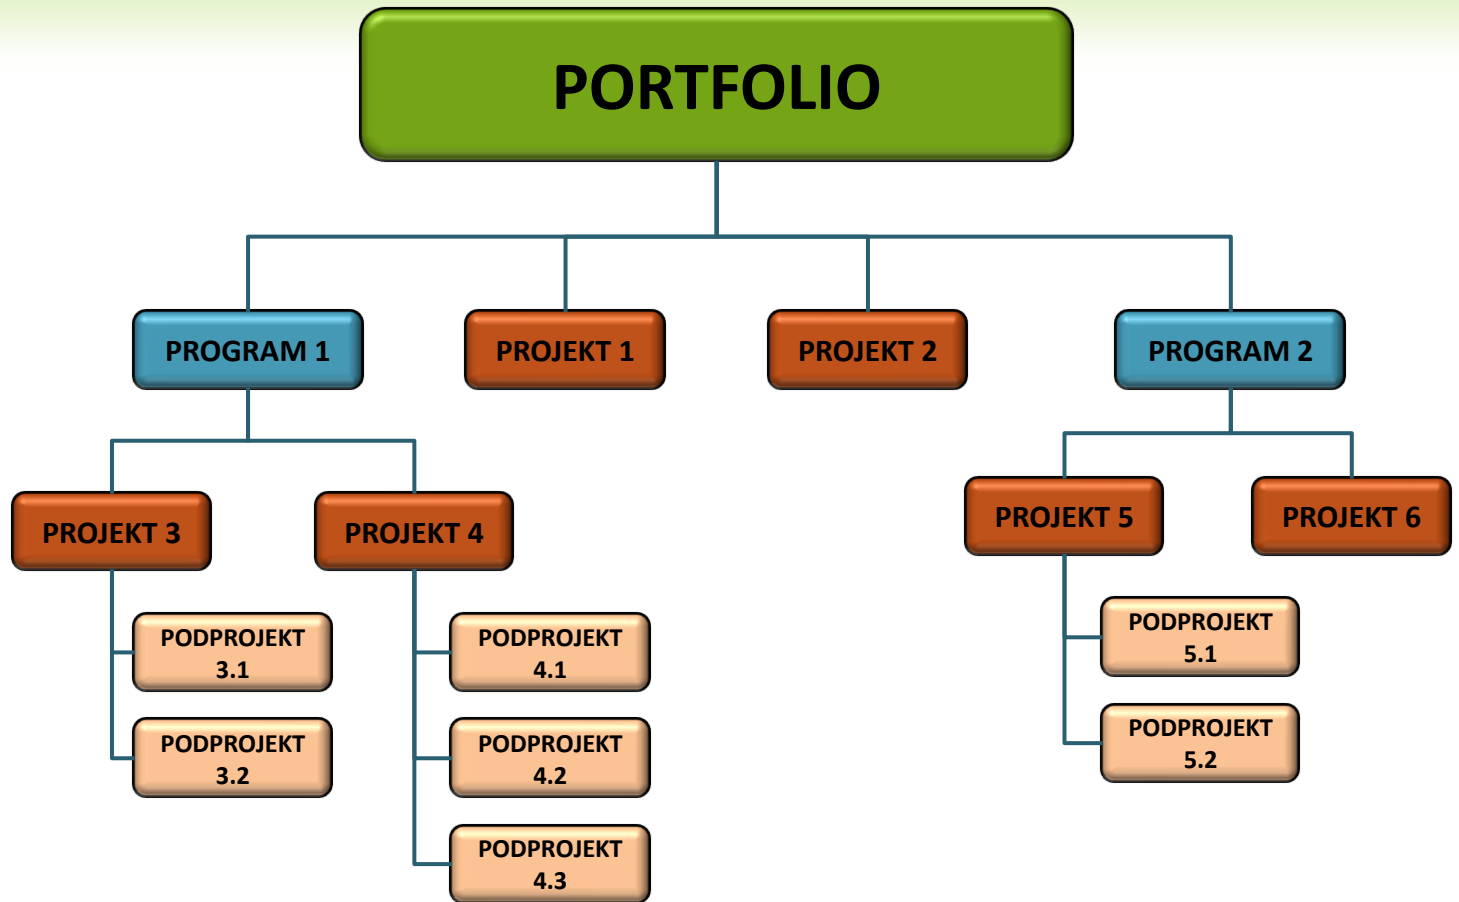 PORTFOLIO
PROGRAM 1
PROJEKT 1
PROJEKT 2
PROGRAM 2
PROJEKT 3
PROJEKT 4
PROJEKT 5
PROJEKT 6
PODPROJEKT
3.1
PODPROJEKT
3.2
PODPROJEKT
4.1
PODPROJEKT
4.2
PODPROJEKT
4.3
PODPROJEKT
5.1
PODPROJEKT
5.2